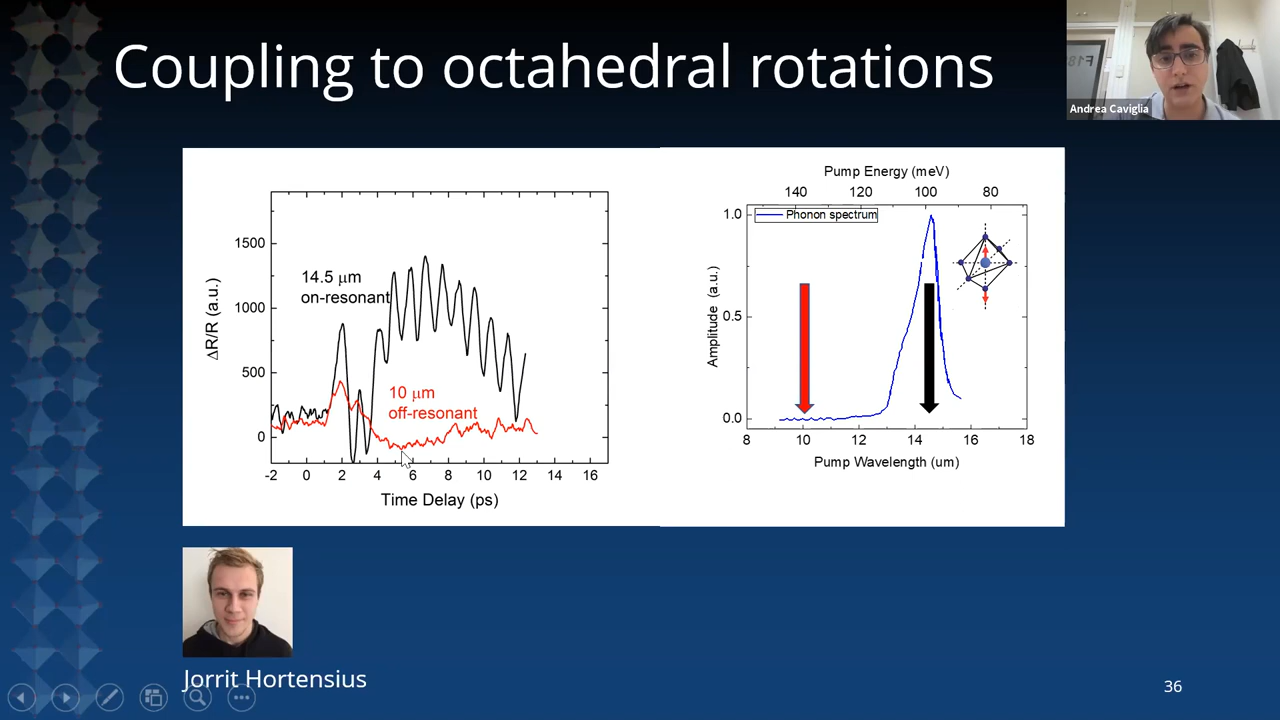 Coupling to octahedral rotations
Andrea Caviglia
1500
1000
500
0
ΔR/R (a.u.)
14.5 μm
on-resonant
10 μm
off-resonant
-2 0 2 4 6 8 10 12 14 16
Time Delay (ps)
Pump Energy (meV)
140 120 100 80
Phonon spectrum
1.0
0.5
0.0
Amplitude (a.u.)
8 10 12 14 16 18
Pump Wavelength (um)
Jorrit Hortensius
36